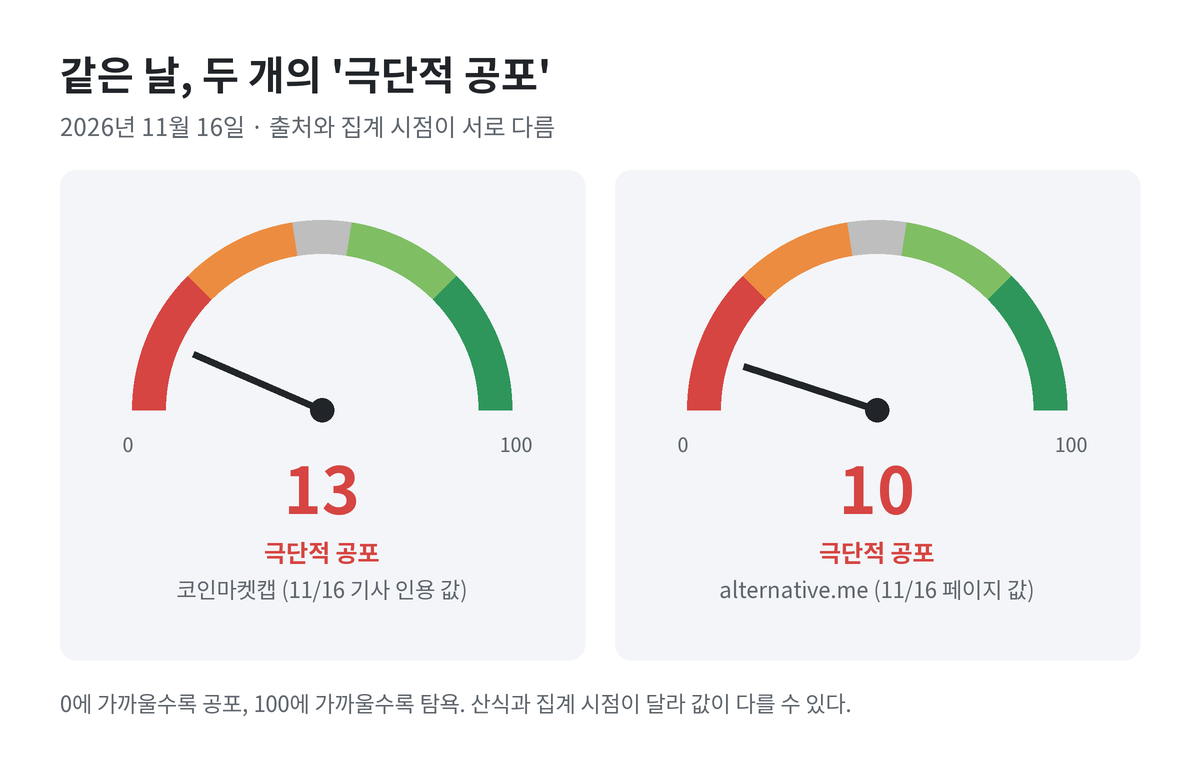 같은 날, 두 개의 '극단적 공포'
2026년 11월 16일 · 출처와 집계 시점이 서로 다름
0
100
13
극단적 공포
코인마켓캡 (11/16 기사 인용 값)
0
100
10
극단적 공포
alternative.me (11/16 페이지 값)
0에 가까울수록 공포, 100에 가까울수록 탐욕. 산식과 집계 시점이 달라 값이 다를 수 있다.